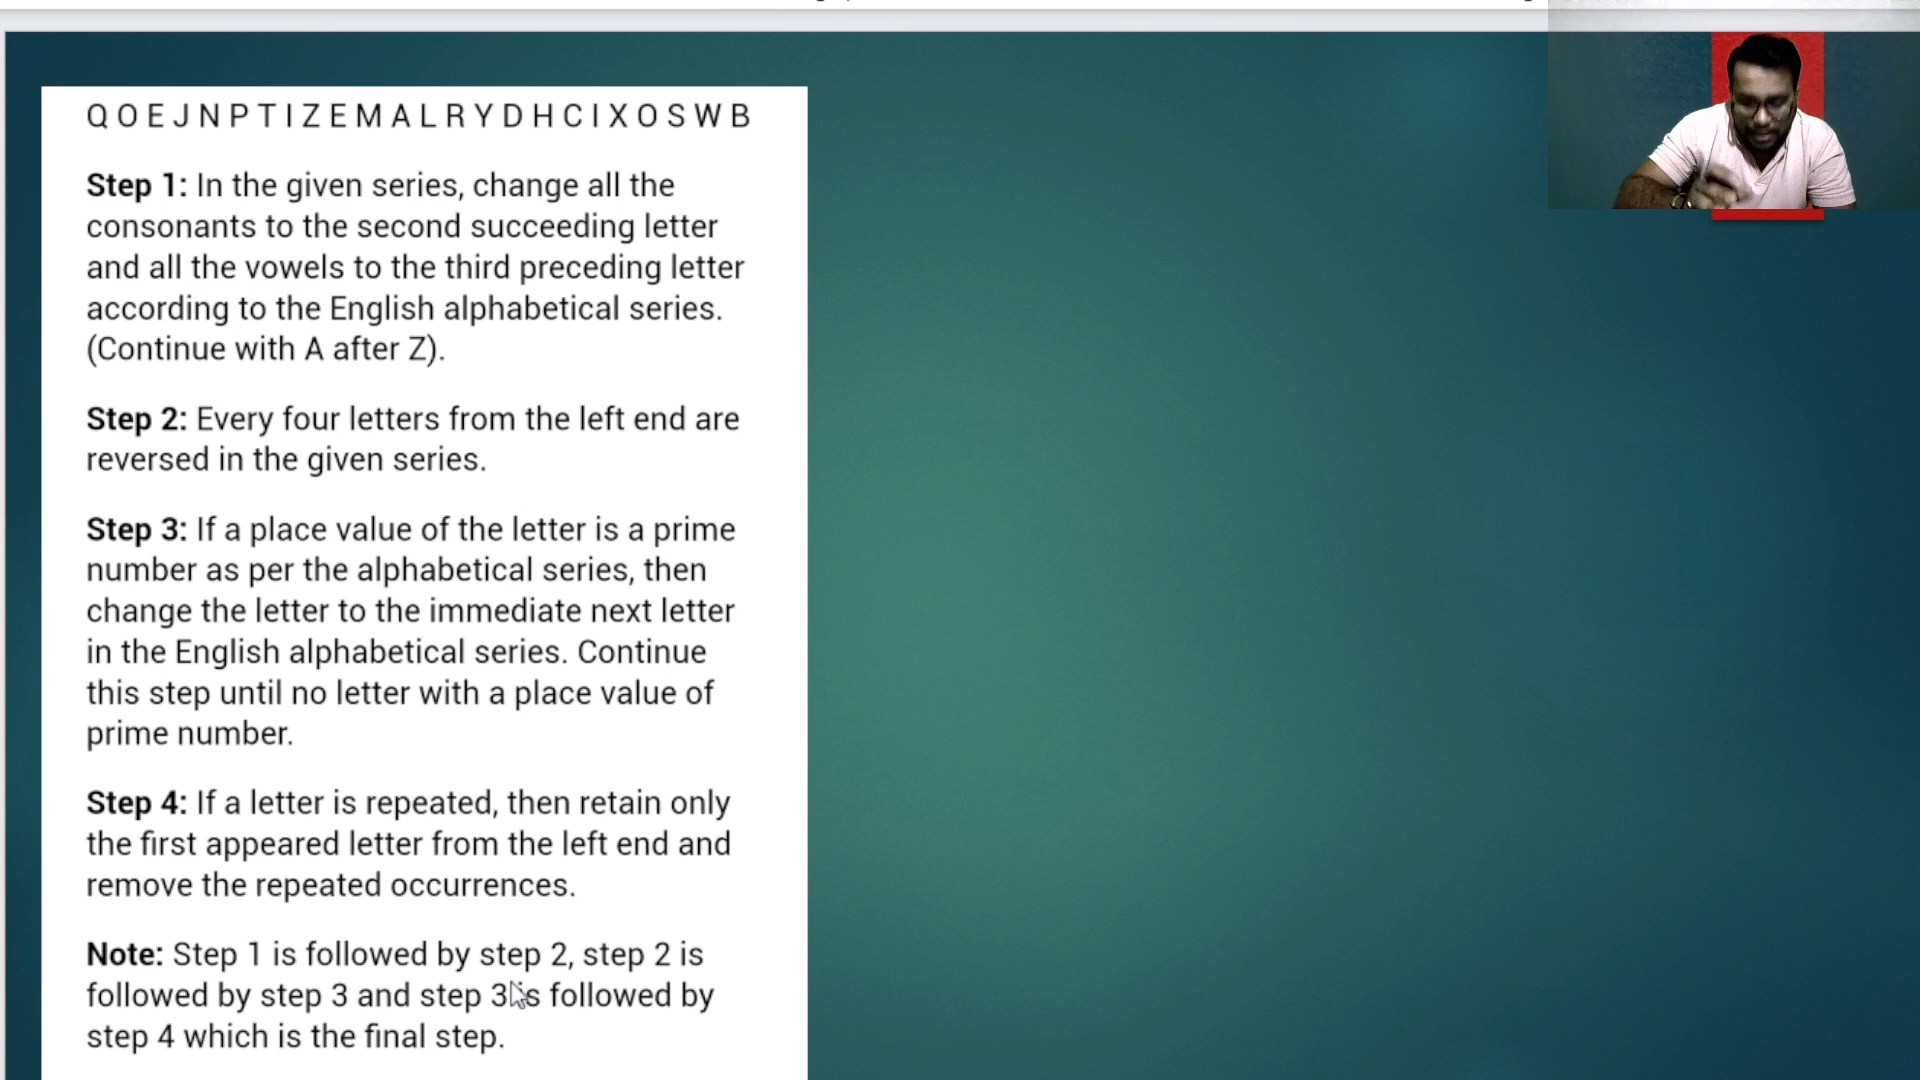 Q O E J N P T I Z E M A L R Y D H C I X O S W B
Step 1: In the given series, change all the
consonants to the second succeeding letter
and all the vowels to the third preceding letter
according to the English alphabetical series.
(Continue with A after Z).
Step 2: Every four letters from the left end are
reversed in the given series.
Step 3: If a place value of the letter is a prime
number as per the alphabetical series, then
change the letter to the immediate next letter
in the English alphabetical series. Continue
this step until no letter with a place value of
prime number.
Step 4: If a letter is repeated, then retain only
the first appeared letter from the left end and
remove the repeated occurrences.
Note: Step 1 is followed by step 2, step 2 is
followed by step 3 and step 3 is followed by
step 4 which is the final step.